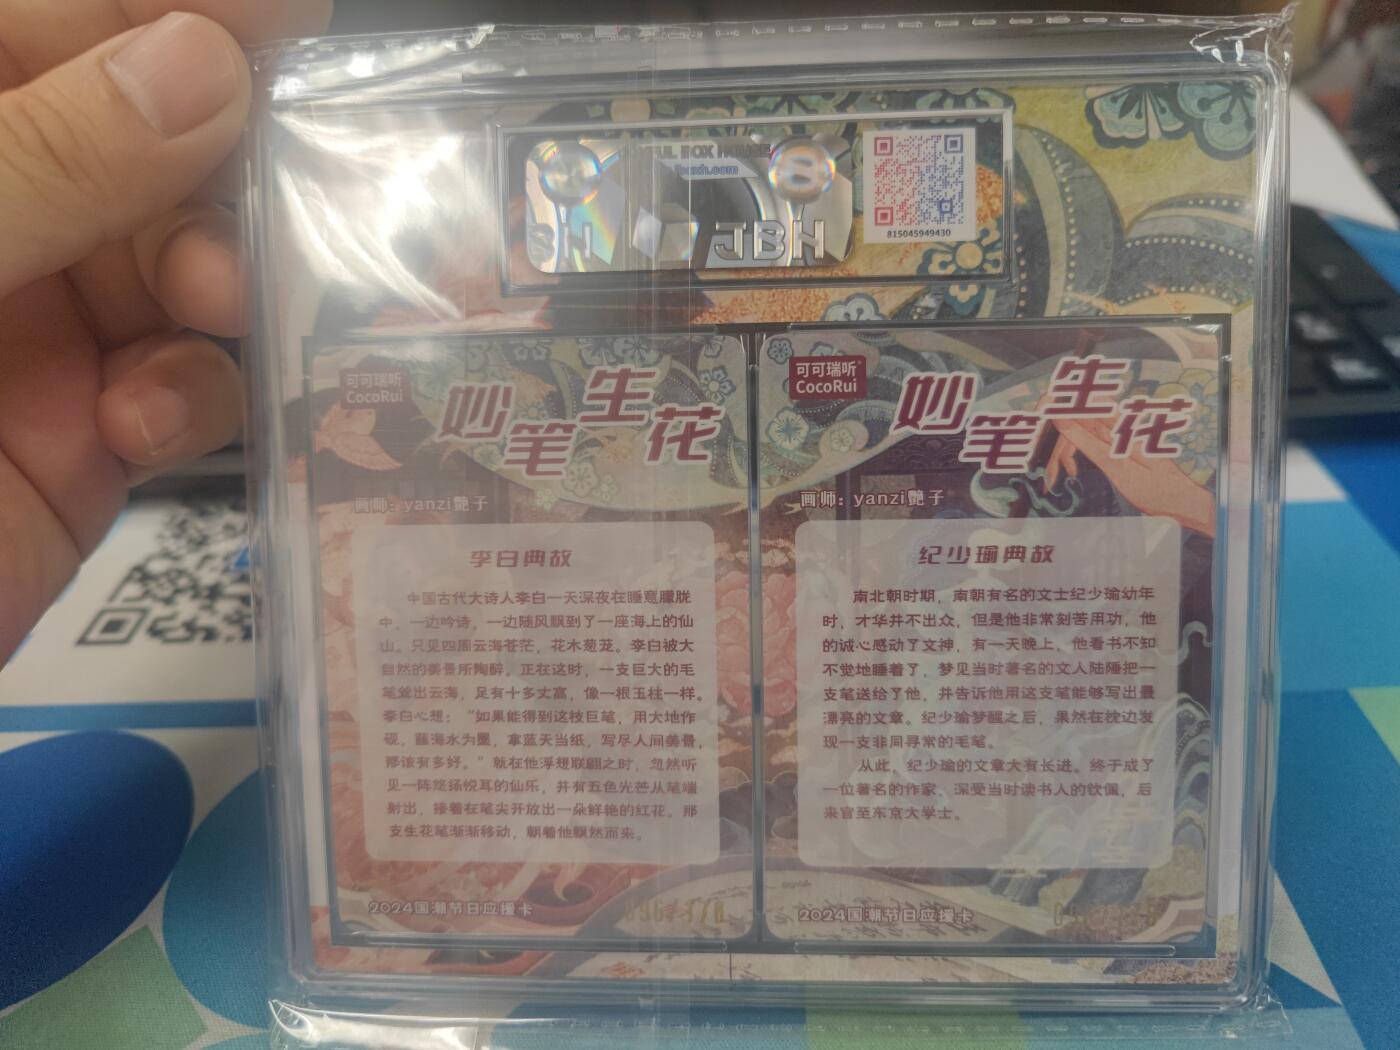 JOYFUL BOX HOUSE
JBH
815045949430
可可瑞听
CocoRui
妙笔生花
画师：yanzi艷子
李白典故
中国古代大诗人李白一天深夜在睡意朦胧
中，一边吟诗，一边随风飘到了一座海上的仙
山。只见四周云海苍茫，花木葱茏。李白被大
自然的美景所陶醉。正在这时，一支巨大的毛
笔耸出云海，足有十多丈高，像一根玉柱一样。
李白心想：“如果能得到这枝巨笔，用大地作
砚，蘸海水为墨，拿蓝天当纸，写尽人间美景，
那该有多好。”就在他浮想联翩之时，忽然听
见一阵悠扬悦耳的仙乐，并有五色光芒从笔端
射出，接着在笔尖开放出一朵鲜艳的红花。那
支生花笔渐渐移动，朝着他飘然而来。
2024国潮节日应援卡
可可瑞听
CocoRui
妙笔生花
画师：yanzi艷子
纪少瑜典故
南北朝时期，南朝有名的文士纪少瑜幼年
时，才华并不出众，但是他非常刻苦用功，他
的诚心感动了文神，有一天晚上，他看书不知
不觉地睡着了，梦见当时著名的文人陆陲把一
支笔送给了他，并告诉他用这支笔能够写出最
漂亮的文章。纪少瑜梦醒之后，果然在枕边发
现一支非同寻常的毛笔。
从此，纪少瑜的文章大有长进。终于成了
一位著名的作家，深受当时读书人的钦佩，后
来官至东京大学士。
2024国潮节日应援卡